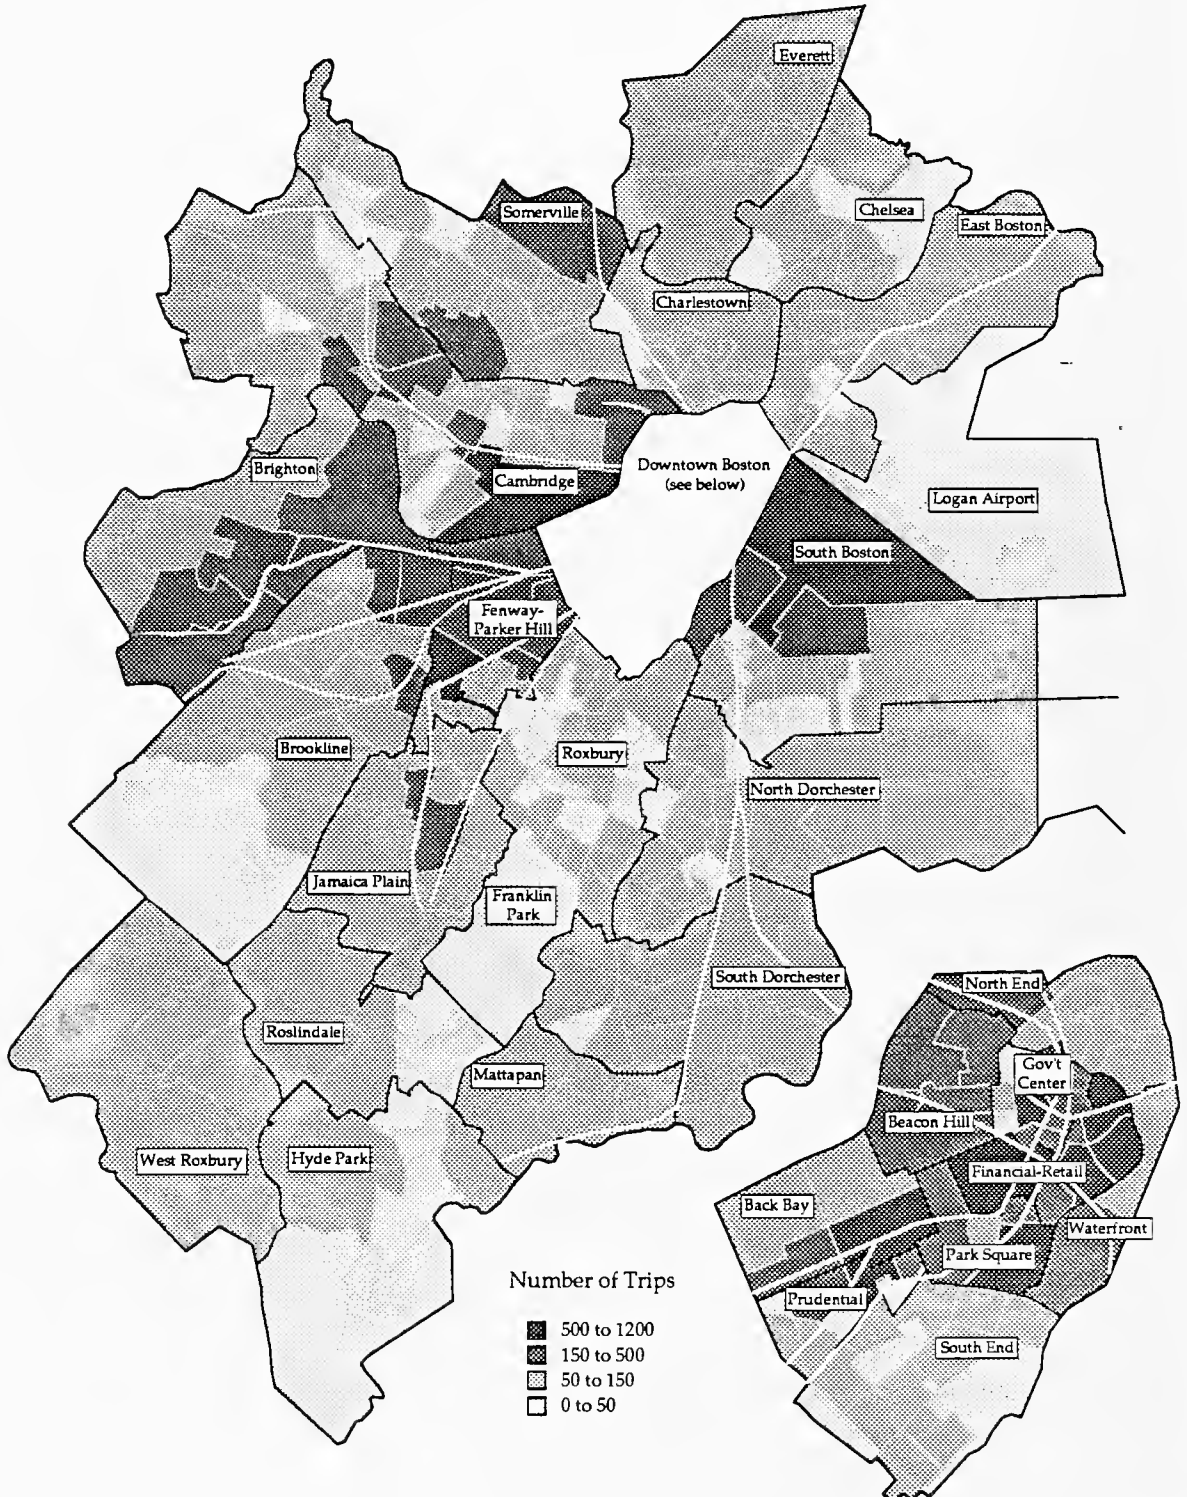 Everett
Somerville
Chelsea
East Boston
Charlestown
Brighton
Cambridge
Downtown Boston
(see below)
Logan Airport
South Boston
Fenway-
Parker Hill
Brookline
Roxbury
North Dorchester
Jamaica Plain
Franklin
Park
South Dorchester
Roslindale
Mattapan
West Roxbury
Hyde Park
North End
Gov't
Center
Beacon Hill
Financial-Retail
Back Bay
Waterfront
Park Square
Prudential
South End
Number of Trips
500 to 1200
150 to 500
50 to 150
0 to 50